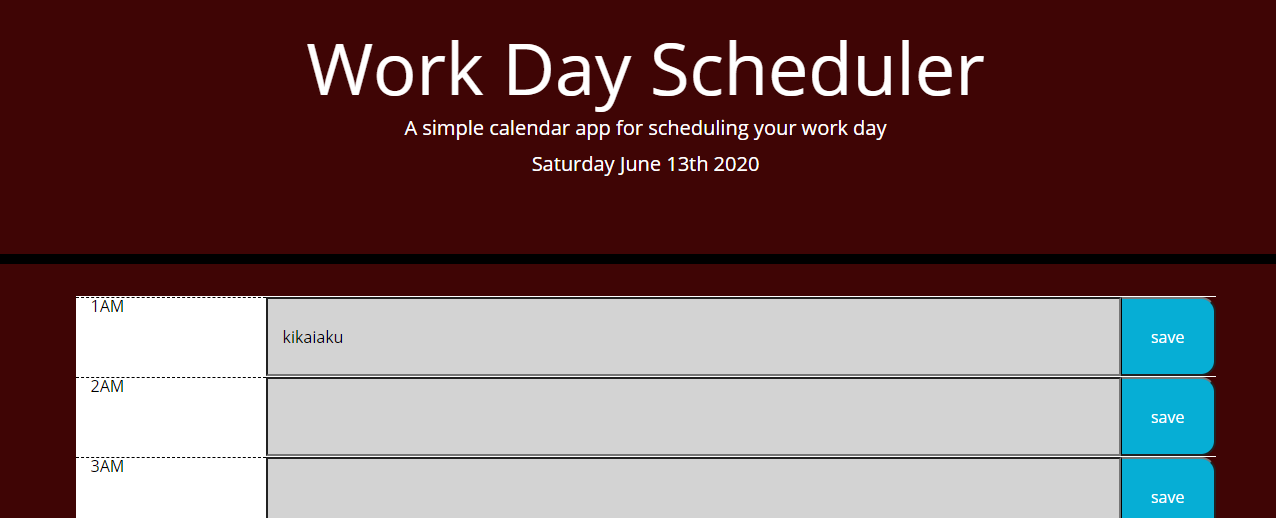 Work Day Scheduler
A simple calendar app for scheduling your work day
Saturday June 13th 2020
1AM
kikaiaku
save
2AM
save
3AM
save